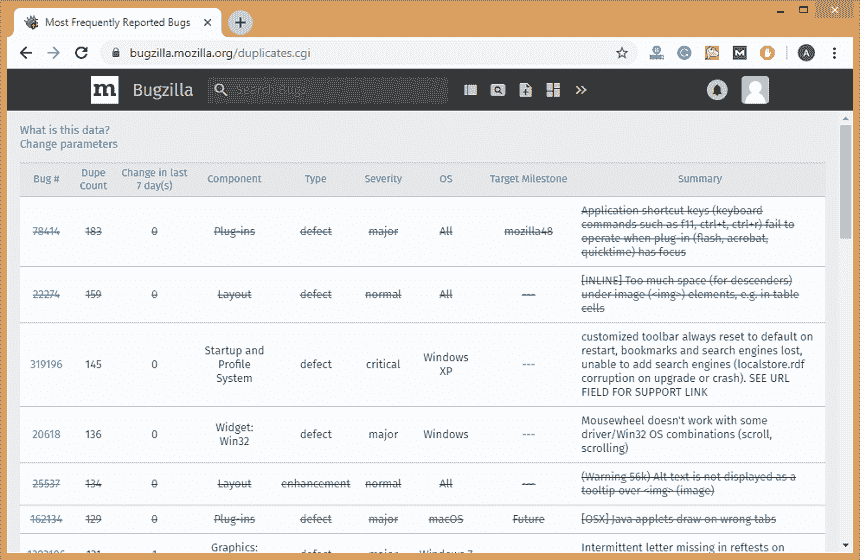 Most Frequently Reported Bugs
bugzilla.mozilla.org/duplicates.cgi
M
A
m Bugzilla Search Bugs
What is this data?
Change parameters
Bug # Dupe Count Change in last 7 day(s) Component Type Severity OS Target Milestone Summary
78414 183 0 Plug-ins defect major All mozilla48 Application shortcut keys (keyboard
commands such as f11, ctrl+t, ctrl+r) fail to
operate when plug-in (flash, acrobat,
quicktime) has focus
22274 159 0 Layout defect normal All --- [INLINE] Too much space (for descenders)
under image (<img>) elements, e.g. in table
cells
319196 145 0 Startup and Profile System defect critical Windows XP --- customized toolbar always reset to default on
restart, bookmarks and search engines lost,
unable to add search engines (localstore.rdf
corruption on upgrade or crash). SEE URL
FIELD FOR SUPPORT LINK
20618 136 0 Widget: Win32 defect major Windows --- Mousewheel doesn't work with some
driver/Win32 OS combinations (scroll,
scrolling)
25537 134 0 Layout enhancement normal All --- (Warning 56k) Alt text is not displayed as a
tooltip over <img> (image)
162134 129 0 Plug-ins defect major macOS Future [OSX] Java applets draw on wrong tabs
Graphics: Intermittent letter missing in reftests on